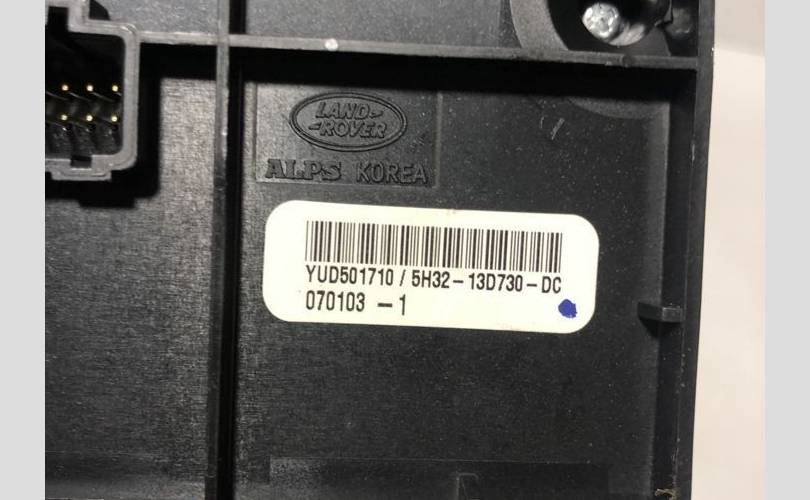 LAND-
-ROVER
ALPS KOREA
YUD501710 / 5H32-13D730-DC
070103 -1